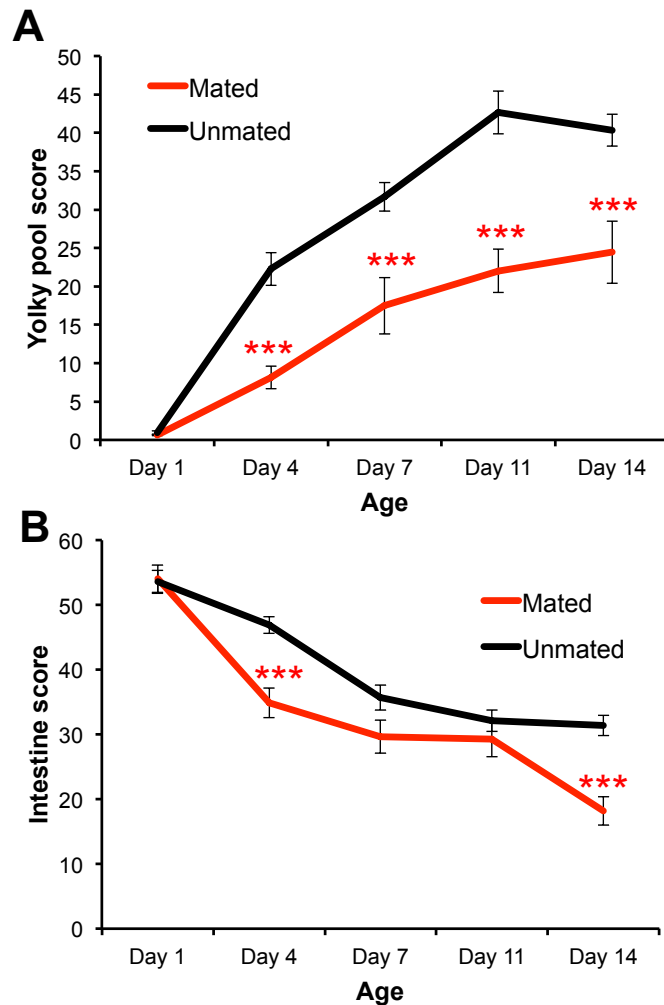 A
50
45
40
35
30
25
20
15
10
5
0
Yolky pool score
Mated
Unmated
***
***
***
***
Day 1 Day 4 Day 7 Day 11 Day 14
Age
B
60
50
40
30
20
10
0
Intestine score
Mated
Unmated
***
***
Day 1 Day 4 Day 7 Day 11 Day 14
Age